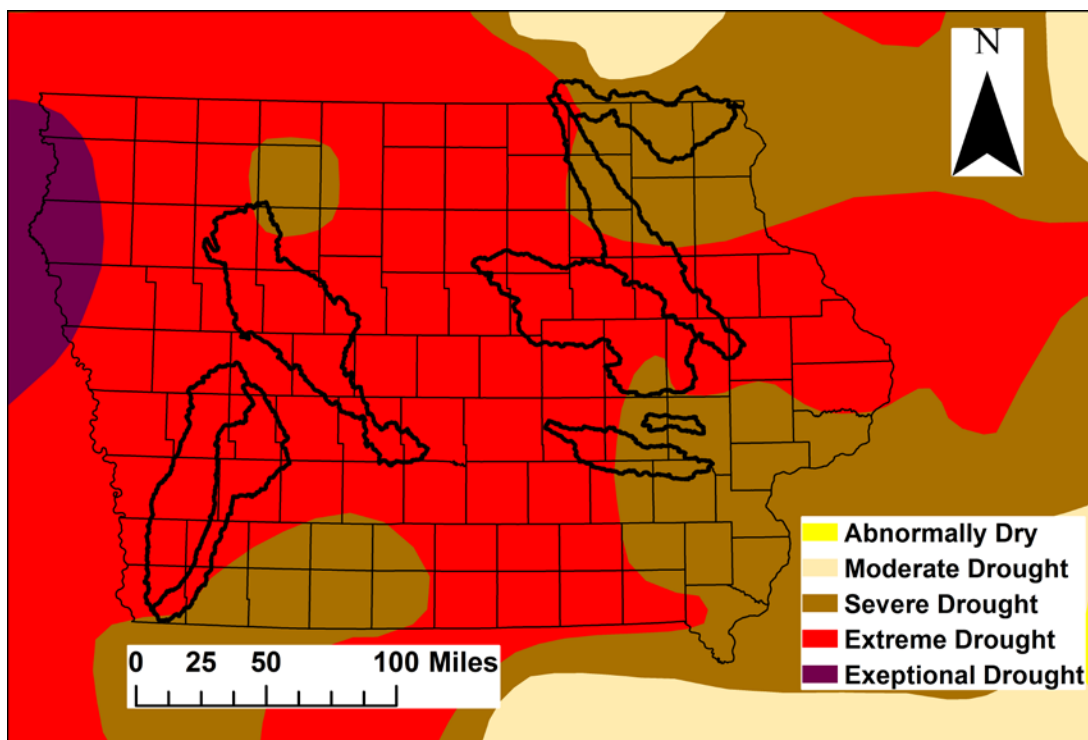 N
Abnormally Dry
Moderate Drought
Severe Drought
Extreme Drought
Exeptional Drought
0 25 50 100 Miles